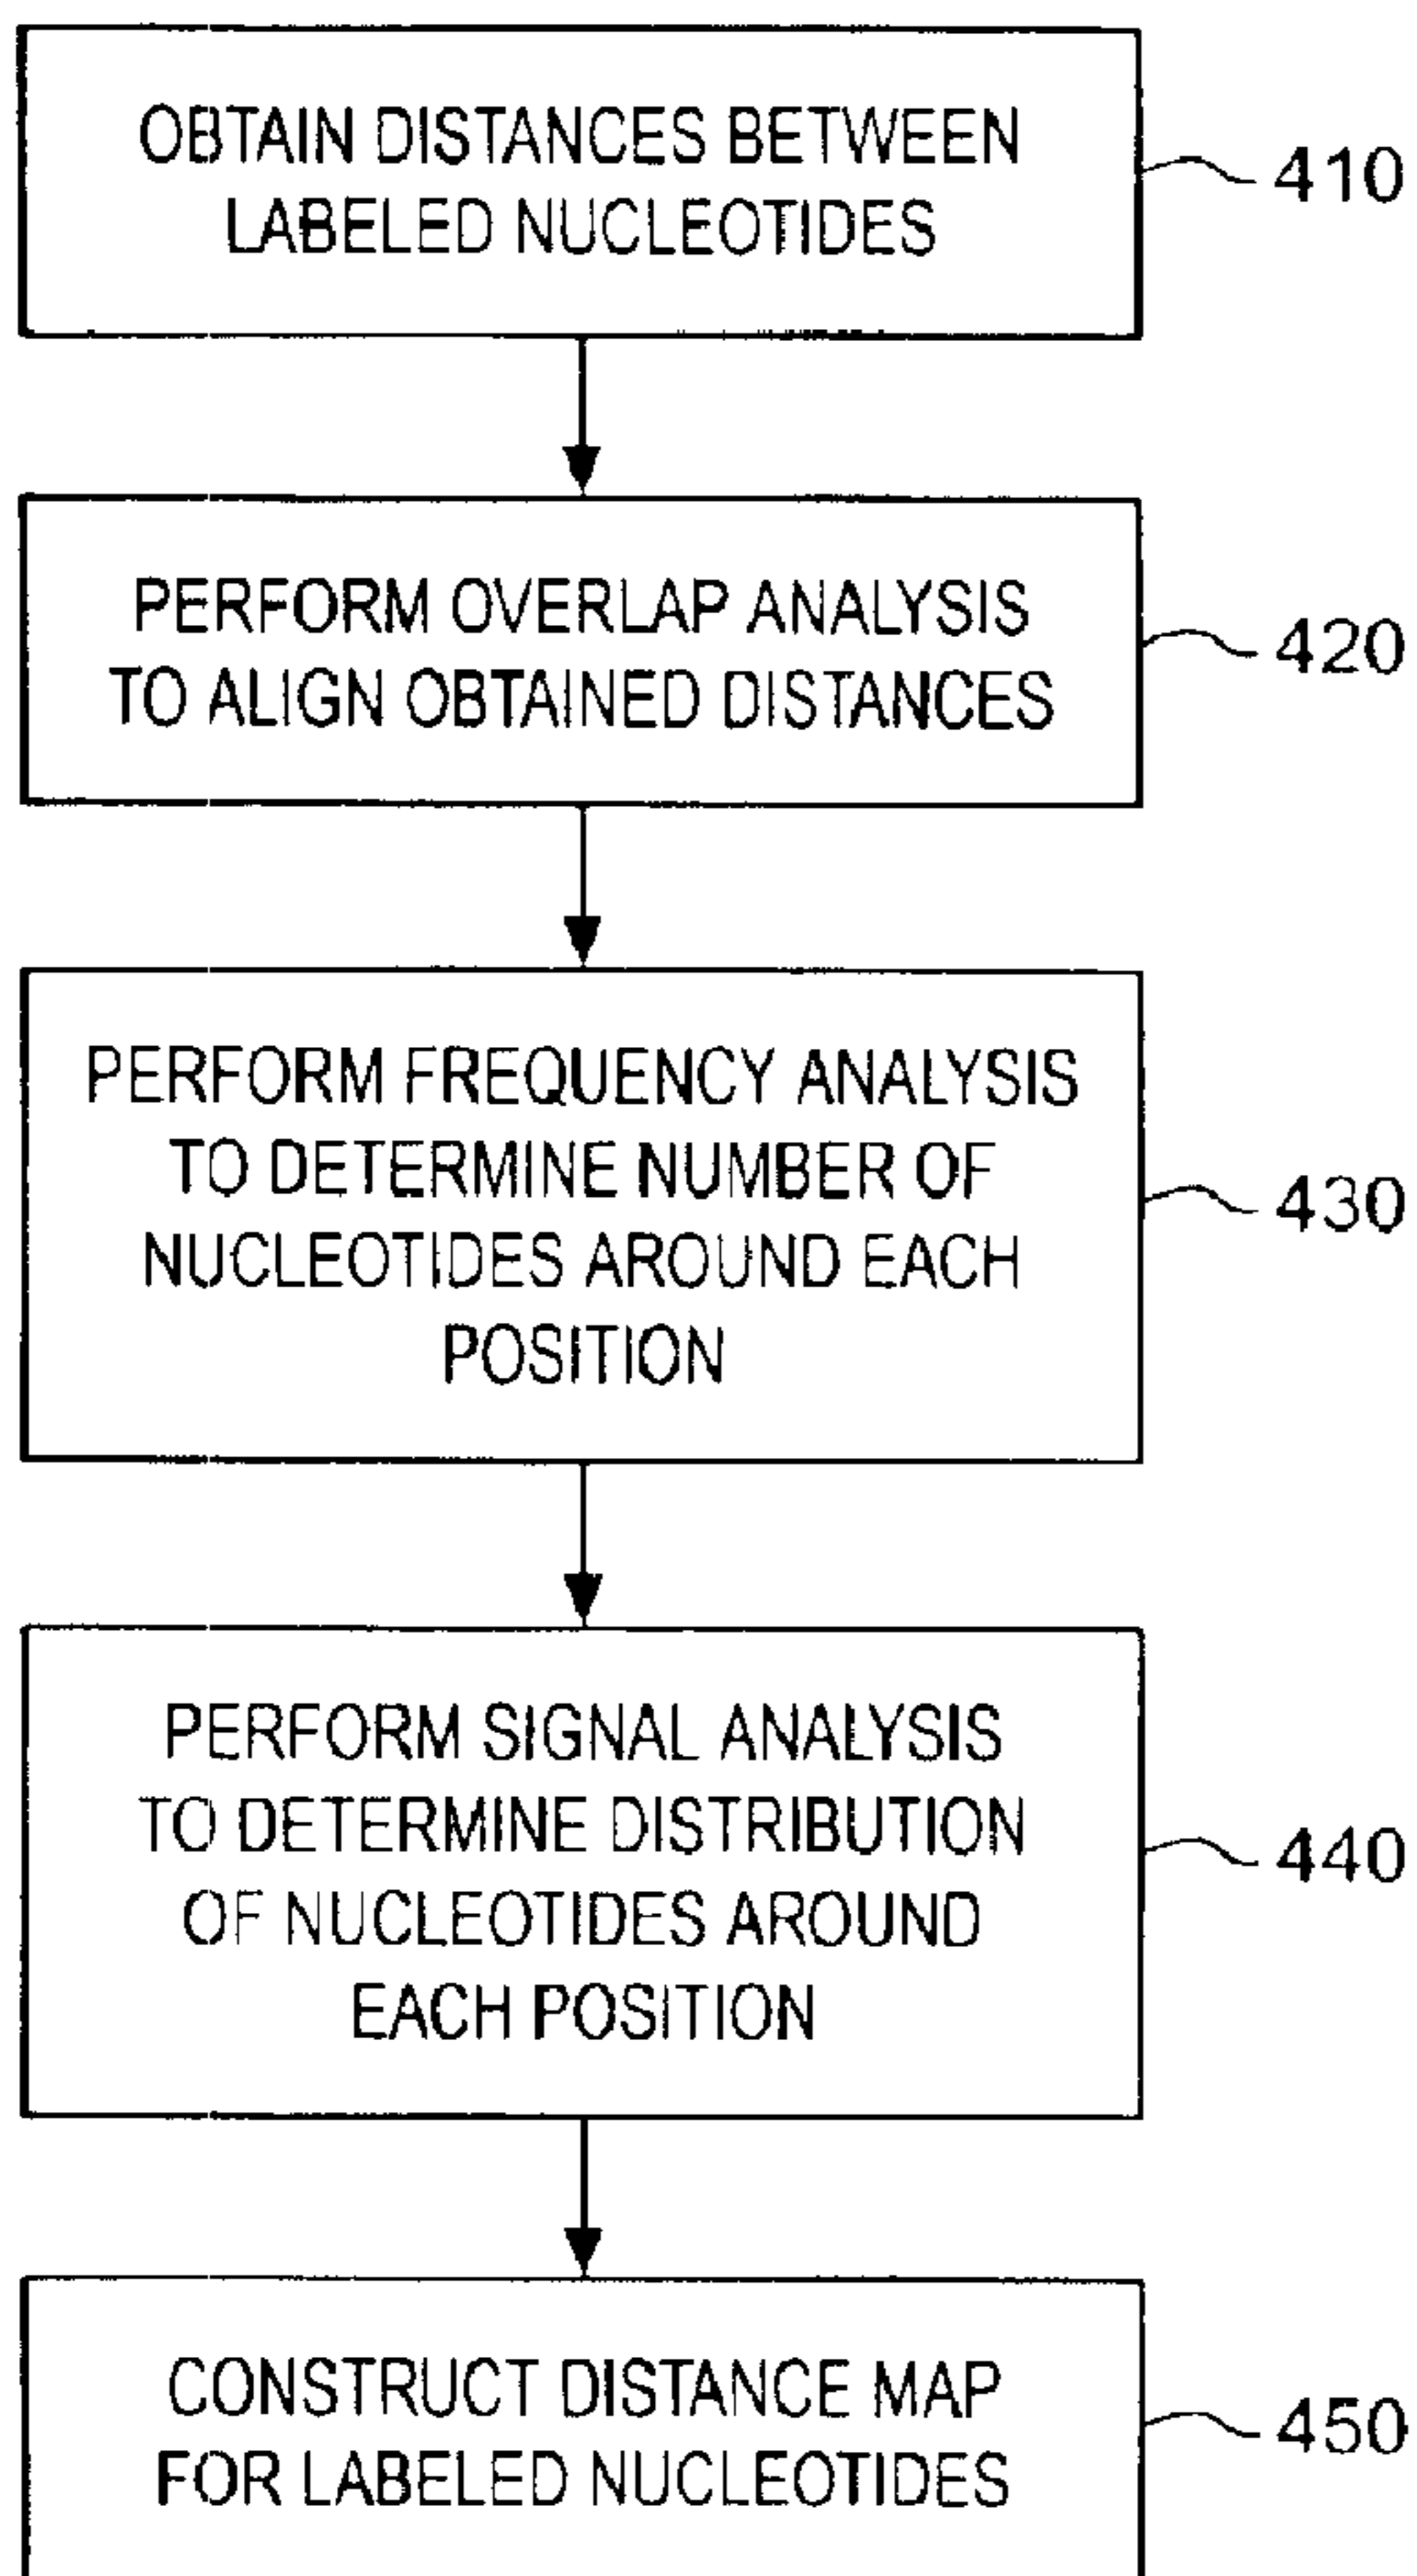 OBTAIN DISTANCES BETWEEN
LABELED NUCLEOTIDES
410
PERFORM OVERLAP ANALYSIS
TO ALIGN OBTAINED DISTANCES
420
PERFORM FREQUENCY ANALYSIS
TO DETERMINE NUMBER OF
NUCLEOTIDES AROUND EACH
POSITION
430
PERFORM SIGNAL ANALYSIS
TO DETERMINE DISTRIBUTION
OF NUCLEOTIDES AROUND
EACH POSITION
440
CONSTRUCT DISTANCE MAP
FOR LABELED NUCLEOTIDES
450